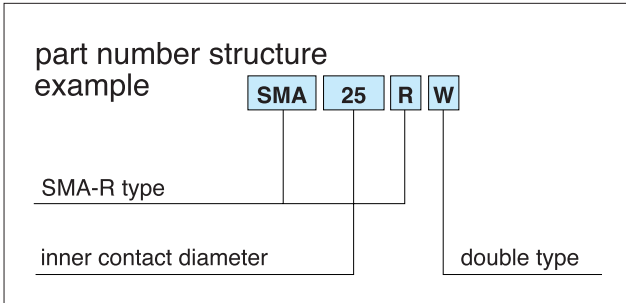 part number structure
example
SMA 25 R W
SMA-R type
inner contact diameter
double type